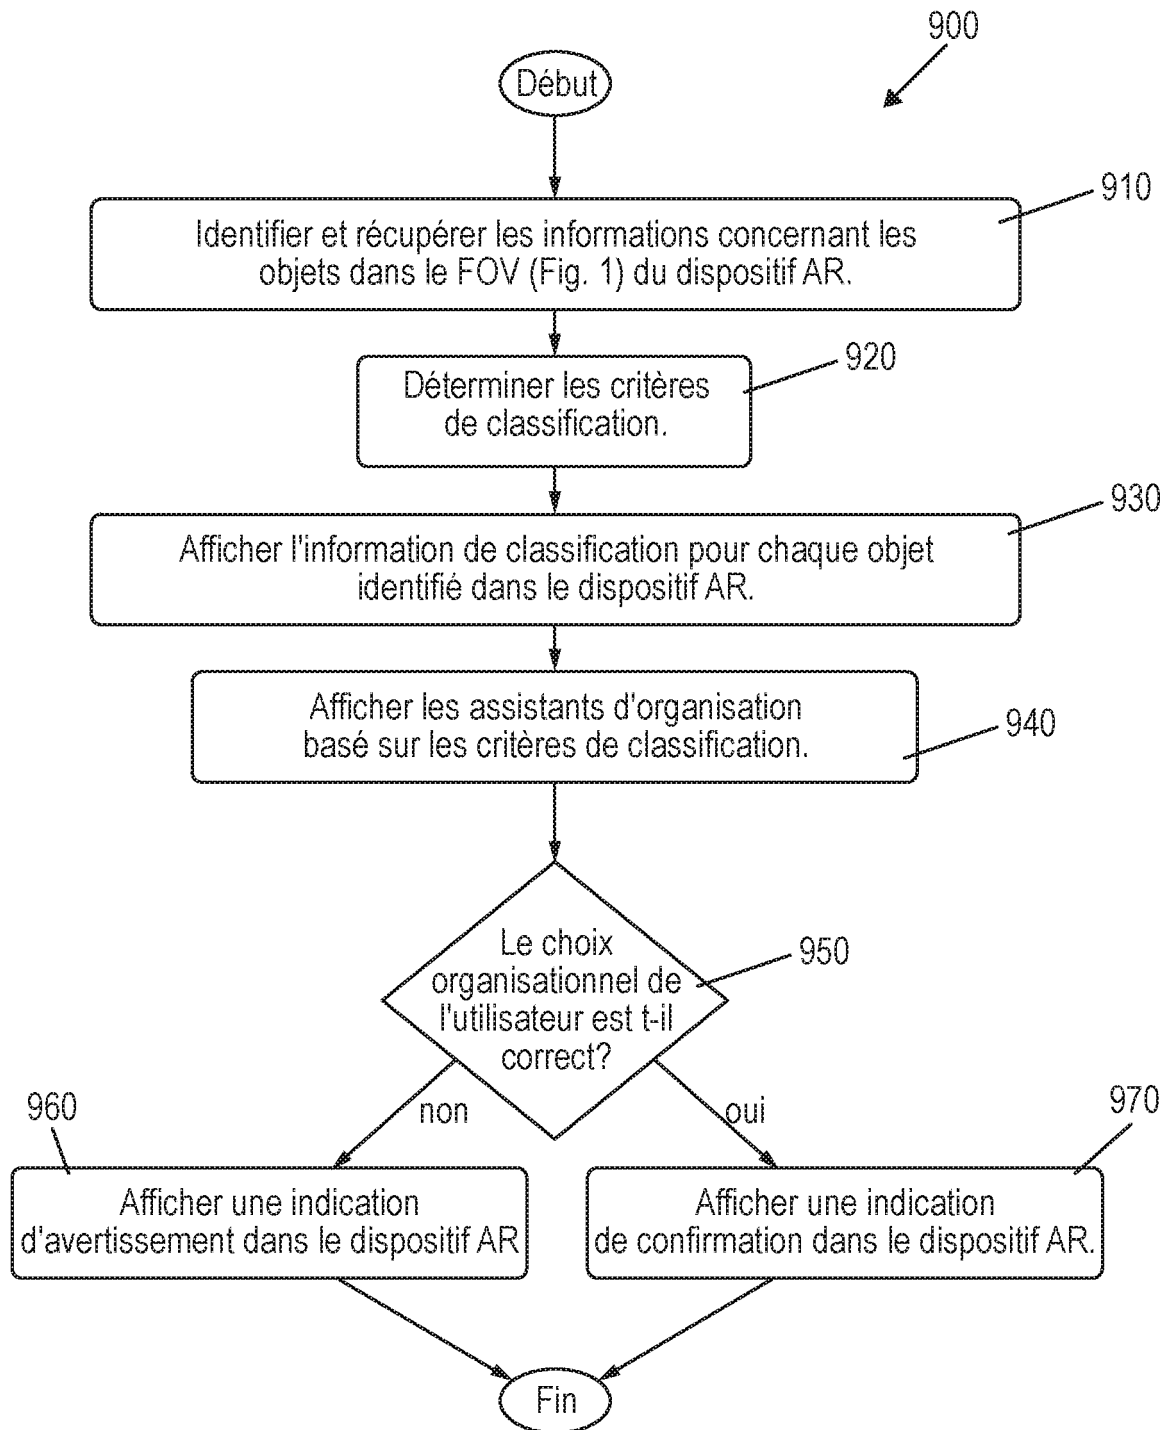 900
Début
910
Identifier et récupérer les informations concernant les
objets dans le FOV (Fig. 1) du dispositif AR.
920
Déterminer les critères
de classification.
930
Afficher l'information de classification pour chaque objet
identifié dans le dispositif AR.
Afficher les assistants d'organisation
basé sur les critères de classification.
940
Le choix
organisationnel de
l'utilisateur est t-il
correct?
950
non
oui
960
970
Afficher une indication
d'avertissement dans le dispositif AR
Afficher une indication
de confirmation dans le dispositif AR.
Fin